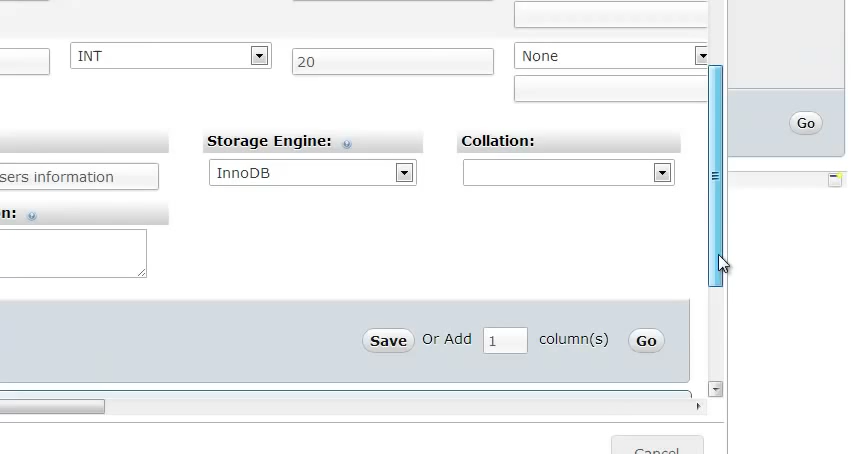 INT
20
None
Go
Storage Engine:
Collation:
sers information
InnoDB
n:
Save Or Add 1 column(s) Go
Cancel